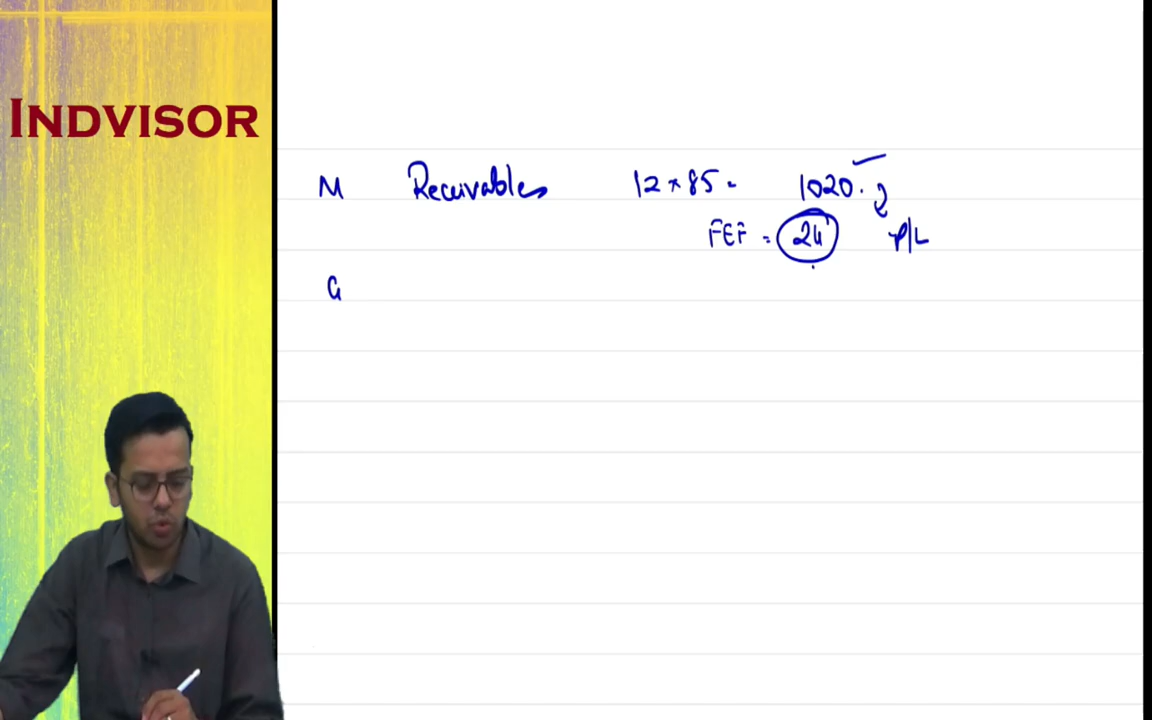 INDVISOR
M Receivables 12 × 85 = 1020.
FEF = 24 P/L
G